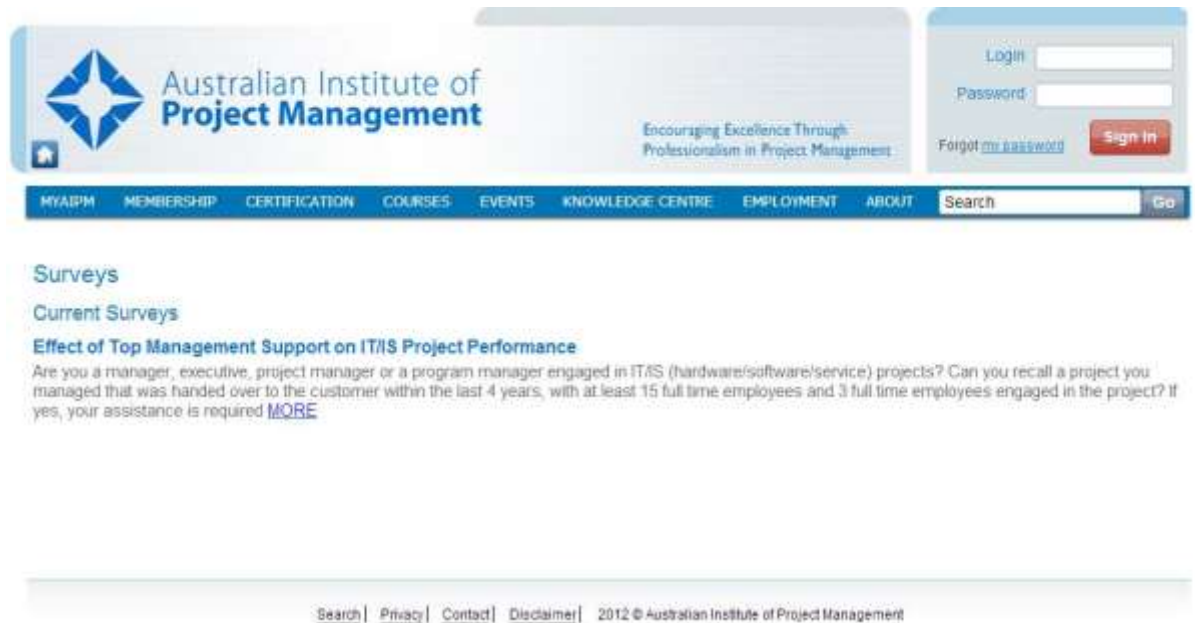 Australian Institute of
Project Management
Encouraging Excellence Through
Professionalism in Project Management
Login
Password
Forgot my password
Sign In
MYAIPM MEMBERSHIP CERTIFICATION COURSES EVENTS KNOWLEDGE CENTRE EMPLOYMENT ABOUT Search Go
Surveys
Current Surveys
Effect of Top Management Support on IT/IS Project Performance
Are you a manager, executive, project manager or a program manager engaged in IT/IS (hardware/software/service) projects? Can you recall a project you
managed that was handed over to the customer within the last 4 years, with at least 15 full time employees and 3 full time employees engaged in the project? If
yes, your assistance is required MORE
Search| Privacy| Contact| Disclaimer| 2012 © Australian Institute of Project Management